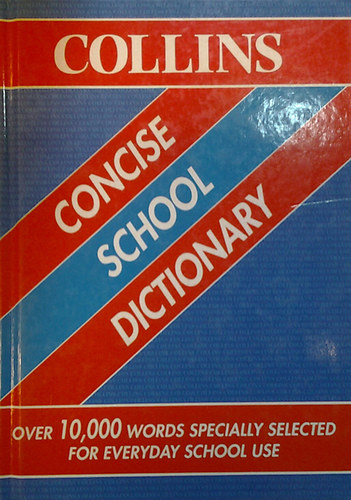 COLLINS
CONCISE
SCHOOL
DICTIONARY
OVER 10,000 WORDS SPECIALLY SELECTED
FOR EVERYDAY SCHOOL USE